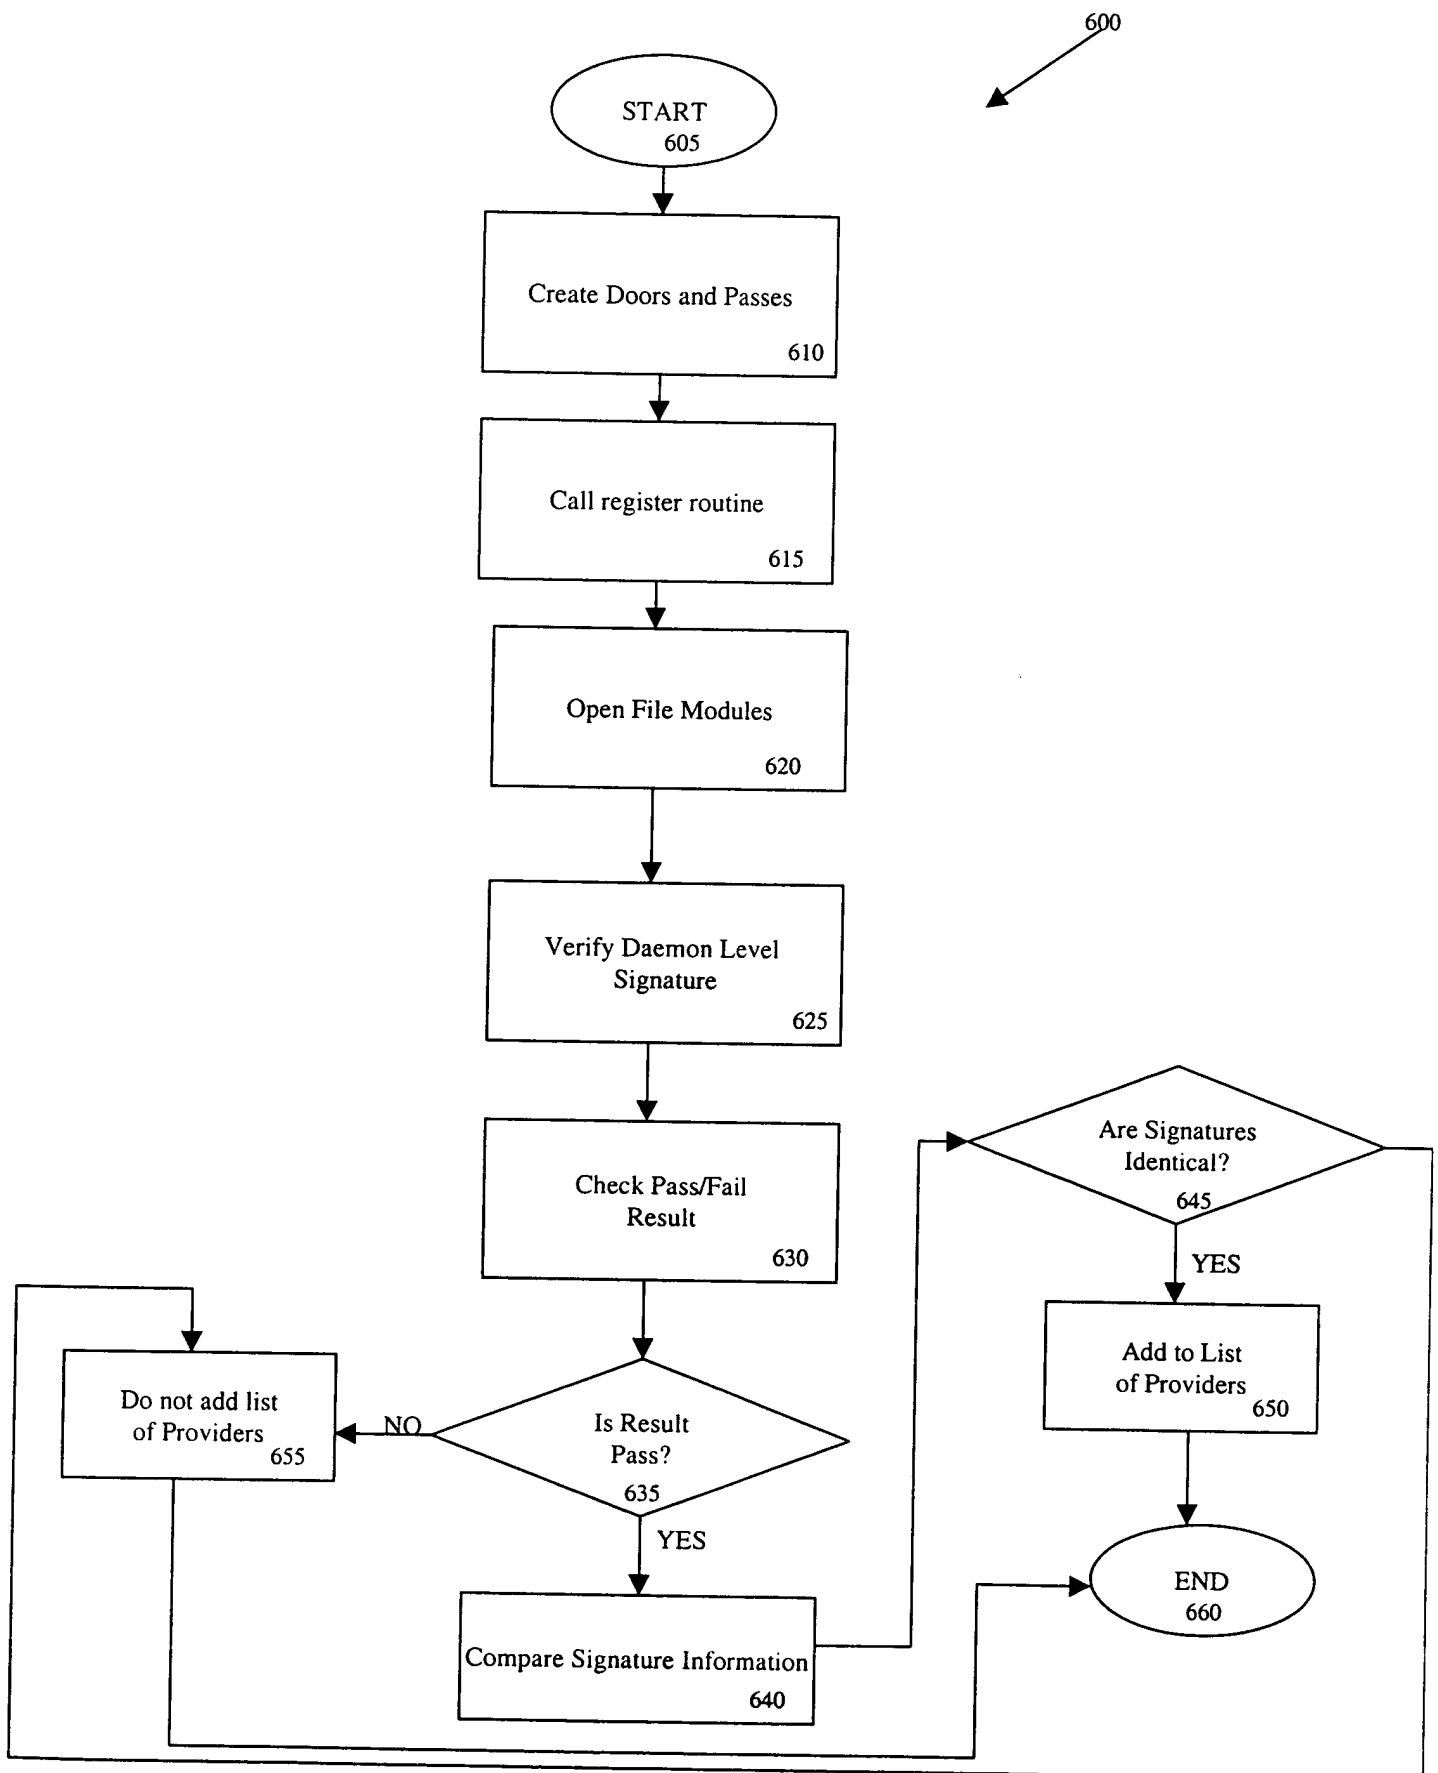 600
START
605
Create Doors and Passes
610
Call register routine
615
Open File Modules
620
Verify Daemon Level
Signature
625
Check Pass/Fail
Result
630
Are Signatures
Identical?
645
YES
Add to List
of Providers
650
Do not add list
of Providers
655
NO
Is Result
Pass?
635
YES
END
660
Compare Signature Information
640